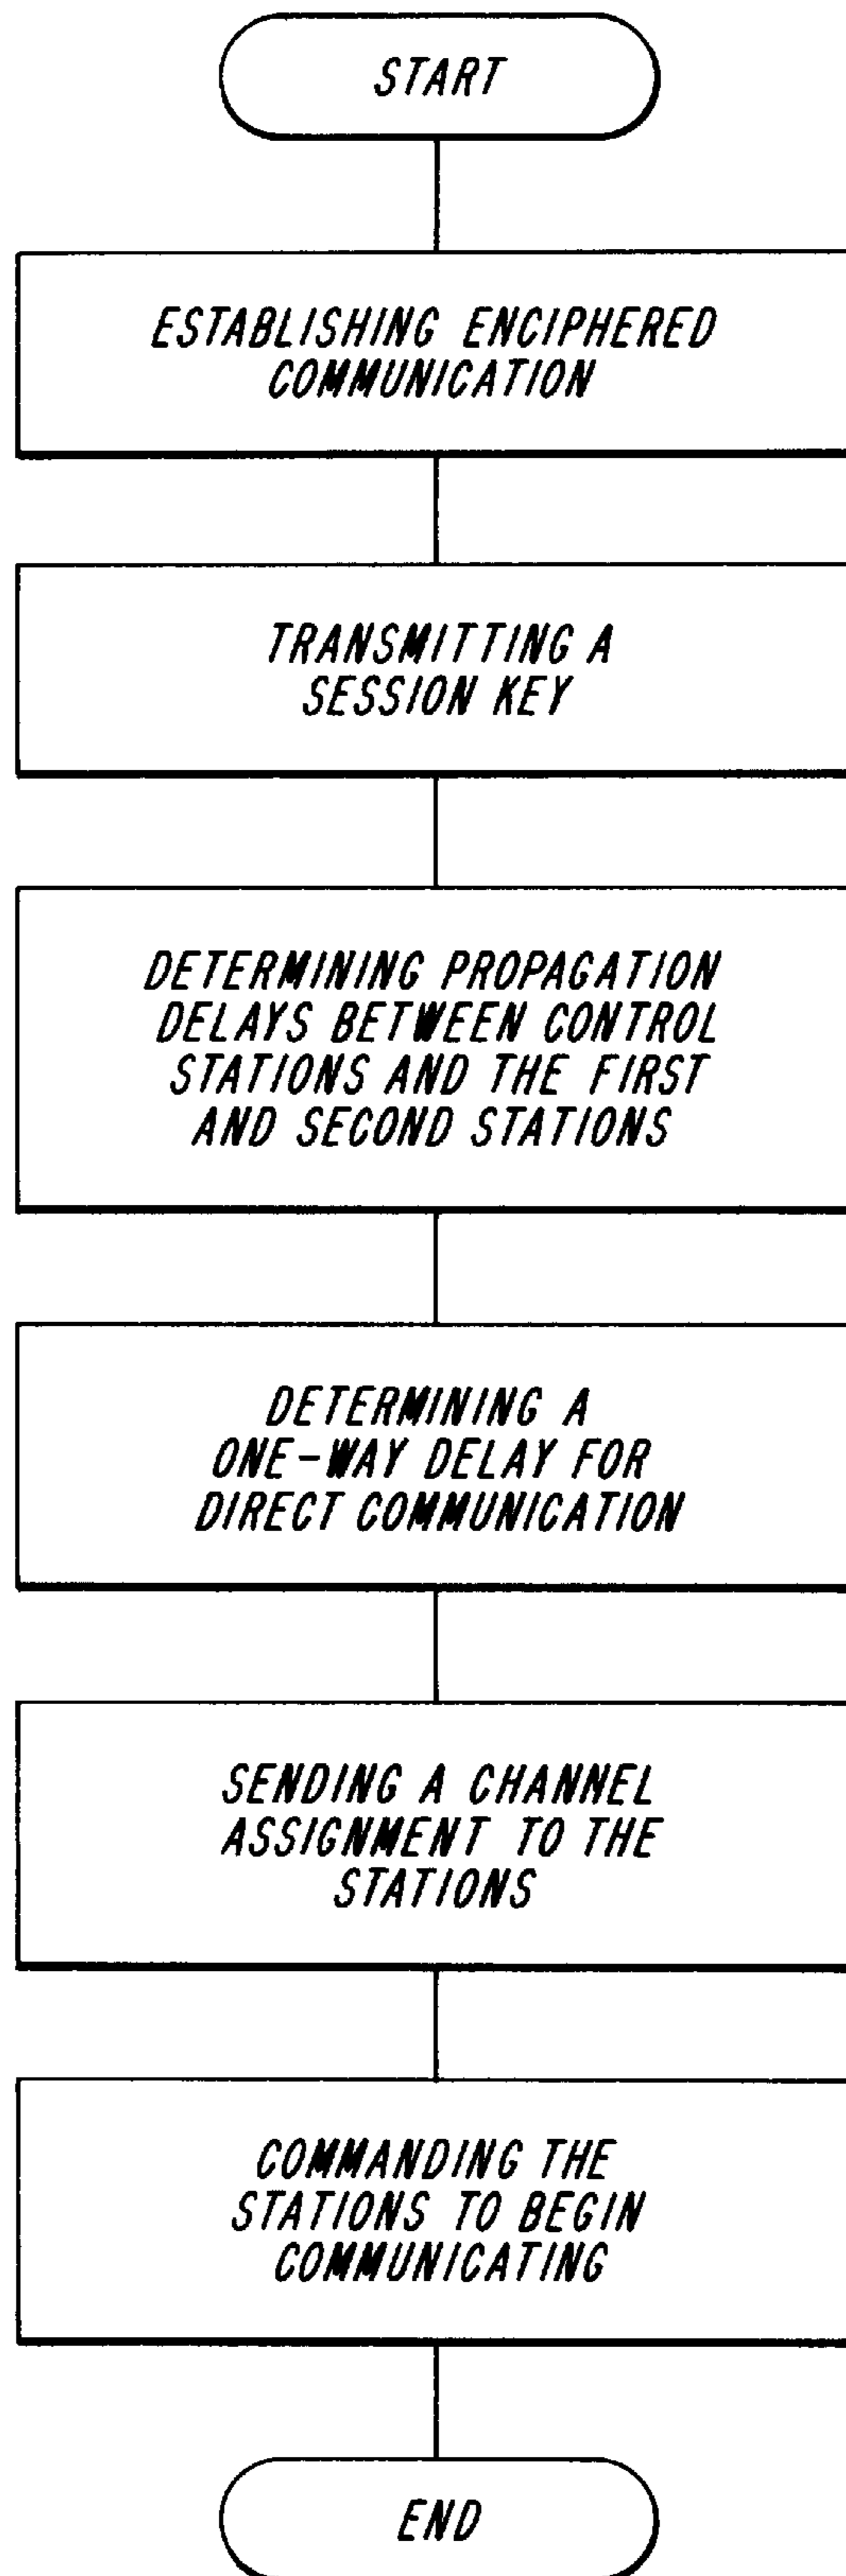 START
ESTABLISHING ENCIPHERED
COMMUNICATION
TRANSMITTING A
SESSION KEY
DETERMINING PROPAGATION
DELAYS BETWEEN CONTROL
STATIONS AND THE FIRST
AND SECOND STATIONS
DETERMINING A
ONE-WAY DELAY FOR
DIRECT COMMUNICATION
SENDING A CHANNEL
ASSIGNMENT TO THE
STATIONS
COMMANDING THE
STATIONS TO BEGIN
COMMUNICATING
END